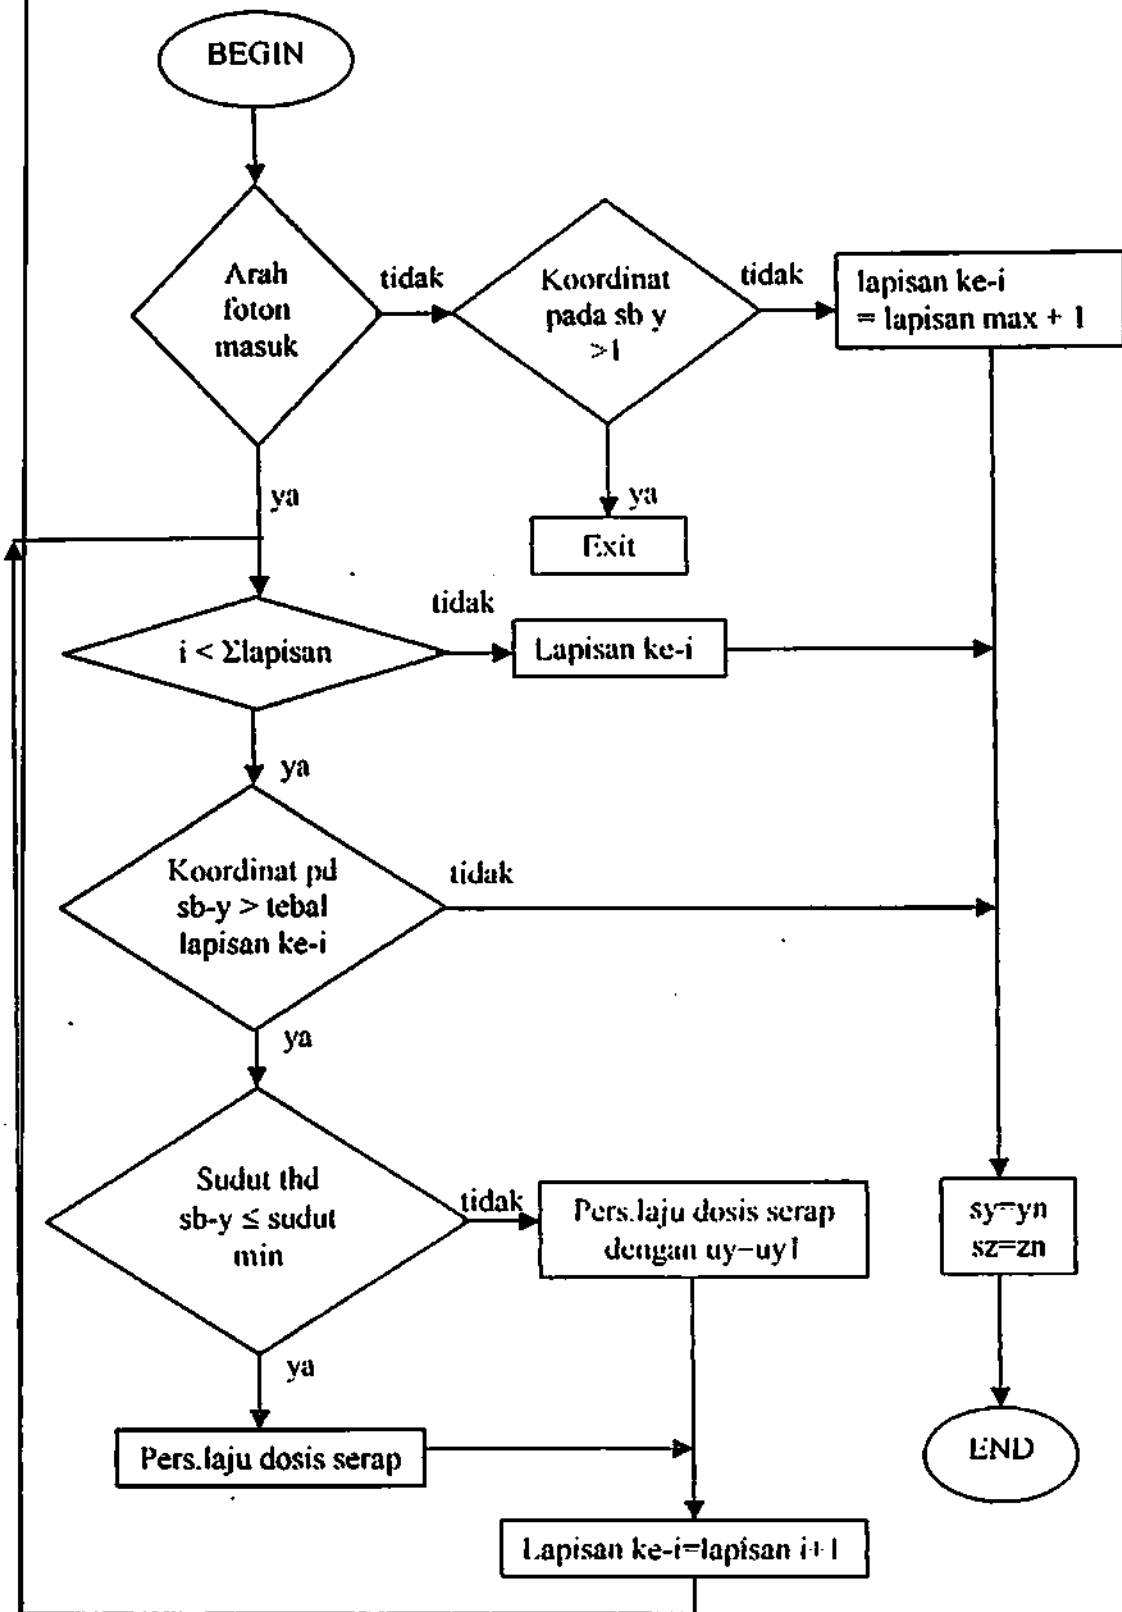 BEGIN
Arah
foton
masuk
tidak
Koordinat
pada sb y
>1
tidak
lapisan ke-i
= lapisan max + 1
ya
ya
Exit
i < Σlapisan
tidak
Lapisan ke-i
ya
Koordinat pd
sb-y > tebal
lapisan ke-i
tidak
ya
Sudut thd
sb-y ≤ sudut
min
tidak
Pers.laju dosis serap
dengan uy=uy1
sy=yn
sz=zn
ya
Pers.laju dosis serap
END
Lapisan ke-i=lapisan i+1